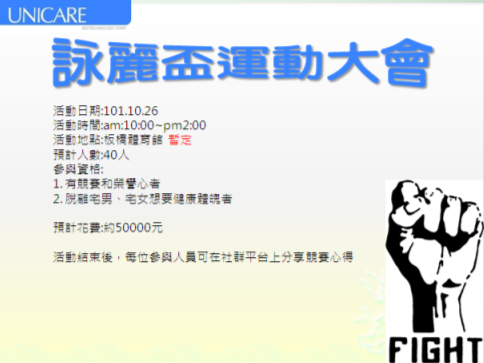 UNICARE
詠麗盃運動大會
活動日期:101.10.26
活動時間:am:10:00~pm2:00
活動地點:板橋體育館 暫定
預計人數:40人
參與資格:
1.有競賽和榮譽心者
2.脫離宅男、宅女想要健康體魄者
預計花費:約50000元
活動結束後，每位參與人員可在社群平台上分享競賽心得
FIGHT